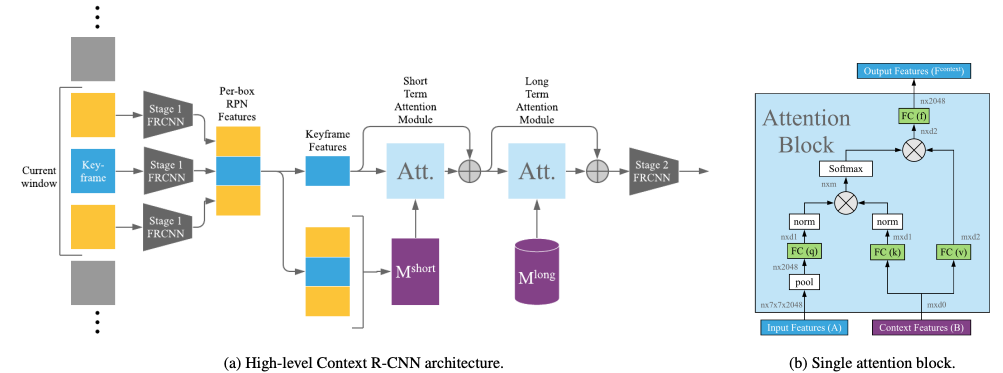 Current
window
Key-
frame
Stage 1
FRCNN
Stage 1
FRCNN
Stage 1
FRCNN
Per-box
RPN
Features
Keyframe
Features
Short
Term
Attention
Module
Att.
Mshort
Long
Term
Attention
Module
Att.
Mlong
Stage 2
FRCNN
(a) High-level Context R-CNN architecture.
Output Features (Fcontext)
nx2048
Attention
Block
FC (f)
nxd2
Softmax
nxm
norm
norm
nxd1
mxd1
mxd2
FC (q)
FC (k)
FC (v)
nx2048
pool
nx7x7x2048
mxd0
Input Features (A)
Context Features (B)
(b) Single attention block.